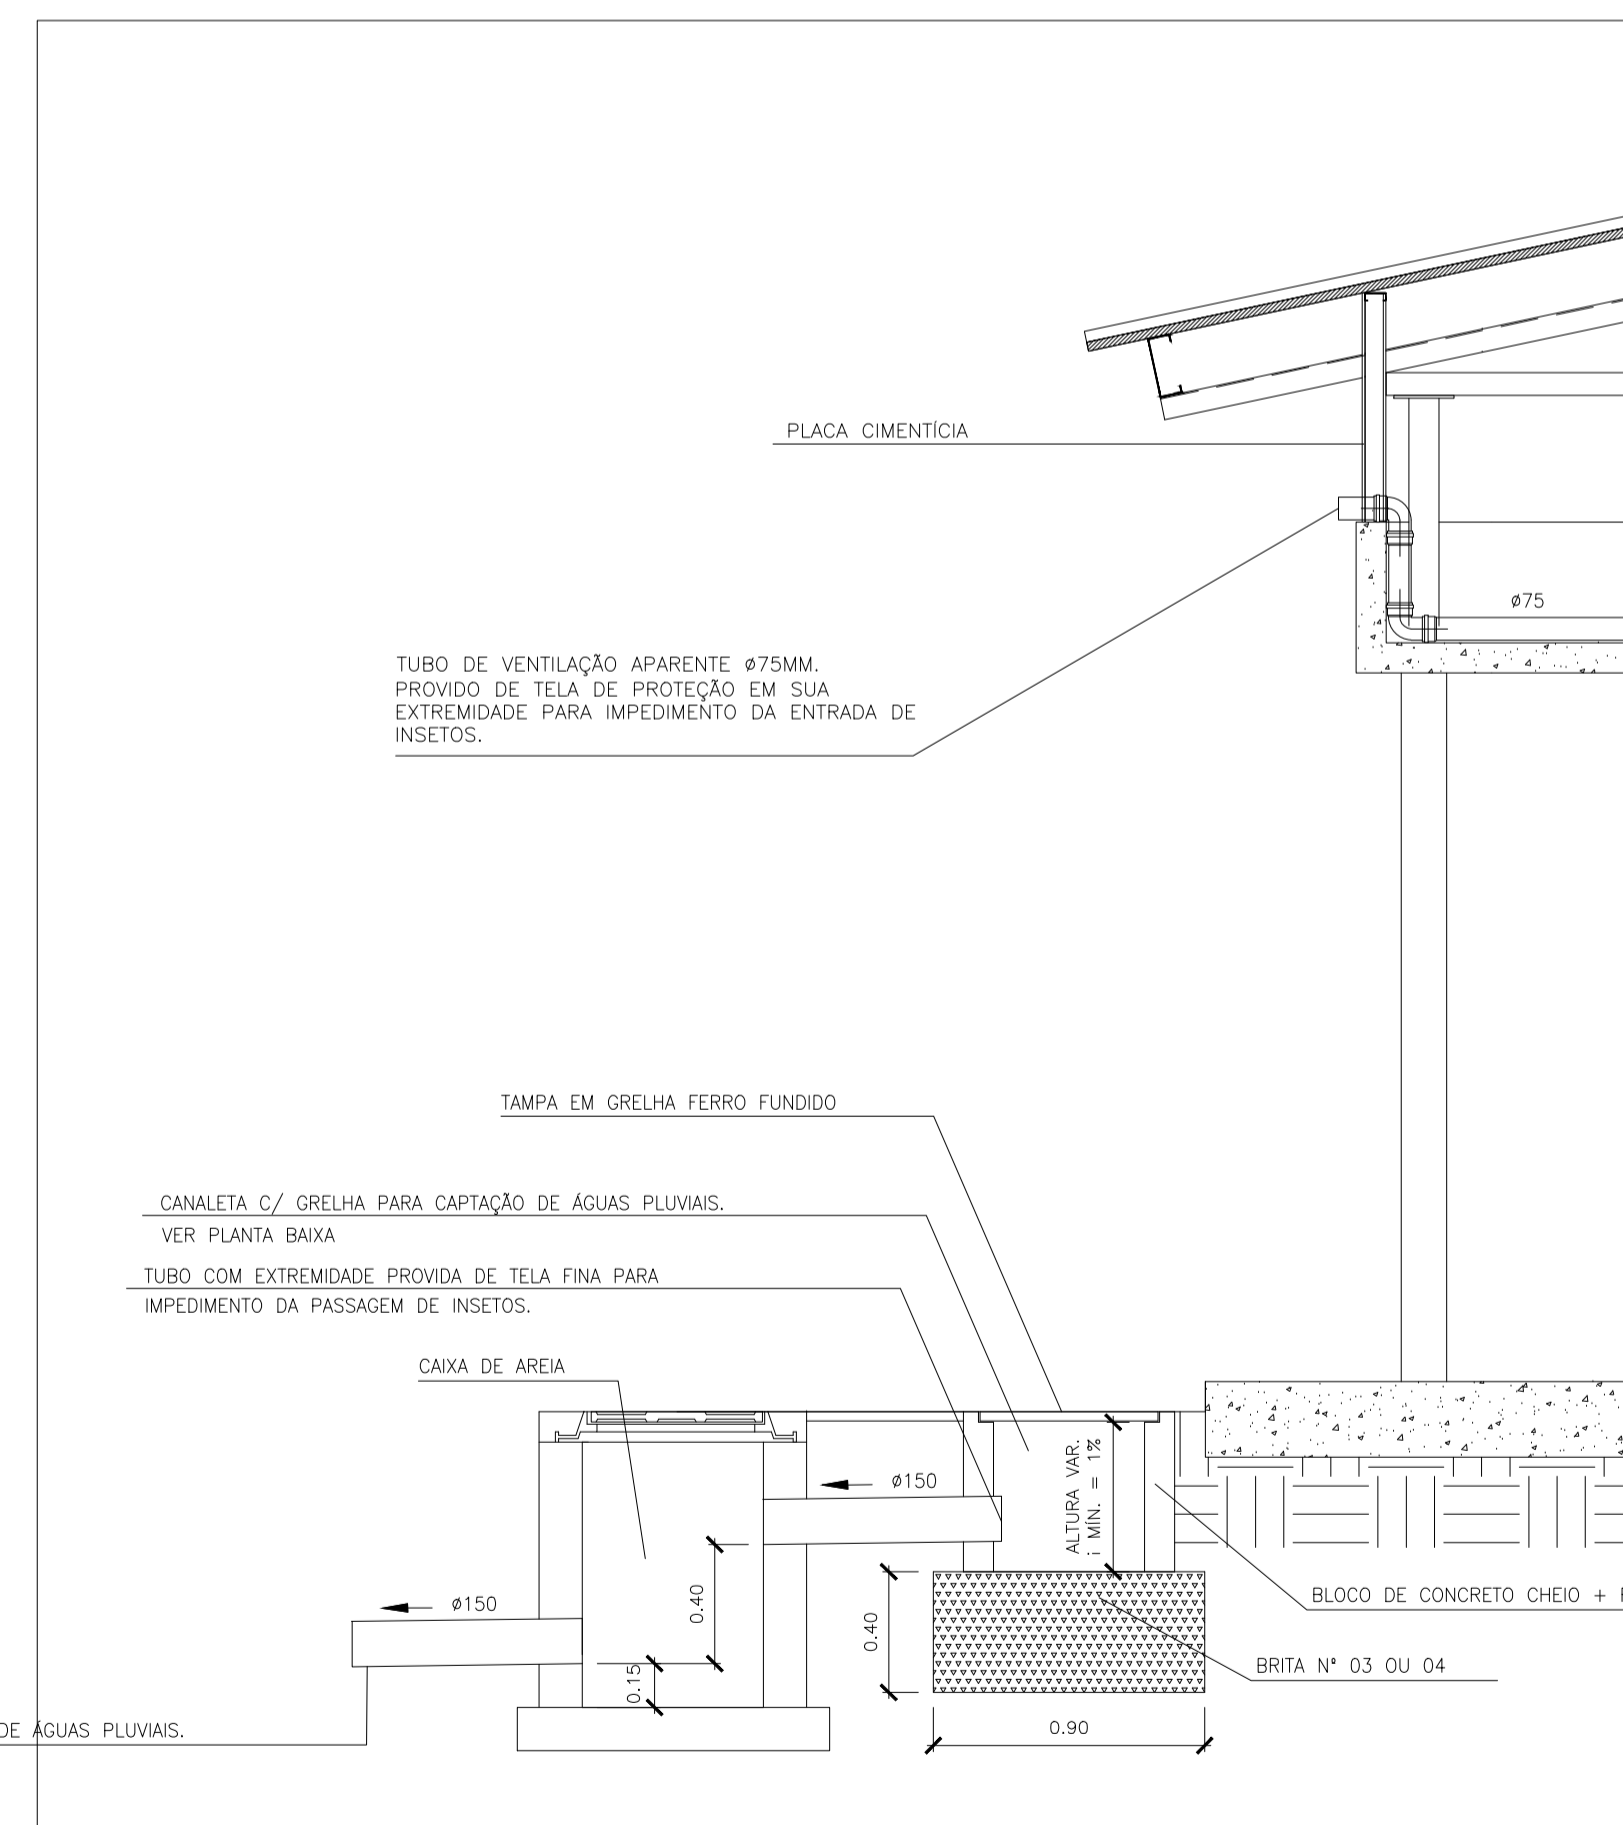 PLACA CIMENTÍCIA
ø75
TUBO DE VENTILAÇÃO APARENTE ø75MM.
PROVIDO DE TELA DE PROTEÇÃO EM SUA
EXTREMIDADE PARA IMPEDIMENTO DA ENTRADA DE
INSETOS.
TAMPA EM GRELHA FERRO FUNDIDO
CANALETA C/ GRELHA PARA CAPTAÇÃO DE ÁGUAS PLUVIAIS.
VER PLANTA BAIXA
TUBO COM EXTREMIDADE PROVIDA DE TELA FINA PARA
IMPEDIMENTO DA PASSAGEM DE INSETOS.
CAIXA DE AREIA
ALTURA VAR.
i MÍN. = 1%
ø150
ø150
0.40
0.40
0.15
BLOCO DE CONCRETO CHEIO +
BRITA Nº 03 OU 04
0.90
DE ÁGUAS PLUVIAIS.